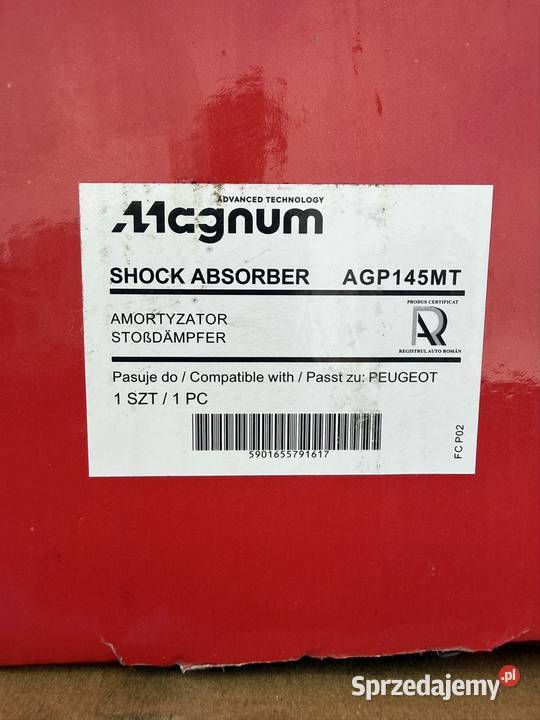 ADVANCED TECHNOLOGY
Magnum
SHOCK ABSORBER AGP145MT
AMORTYZATOR
STOßDÄMPFER
PRODUS CERTIFICAT
RAR
REGISTRUL AUTO ROMÂN
Pasuje do / Compatible with / Passt zu: PEUGEOT
1 SZT / 1 PC
5901655791617
FC P02
Sprzedajemy.pl